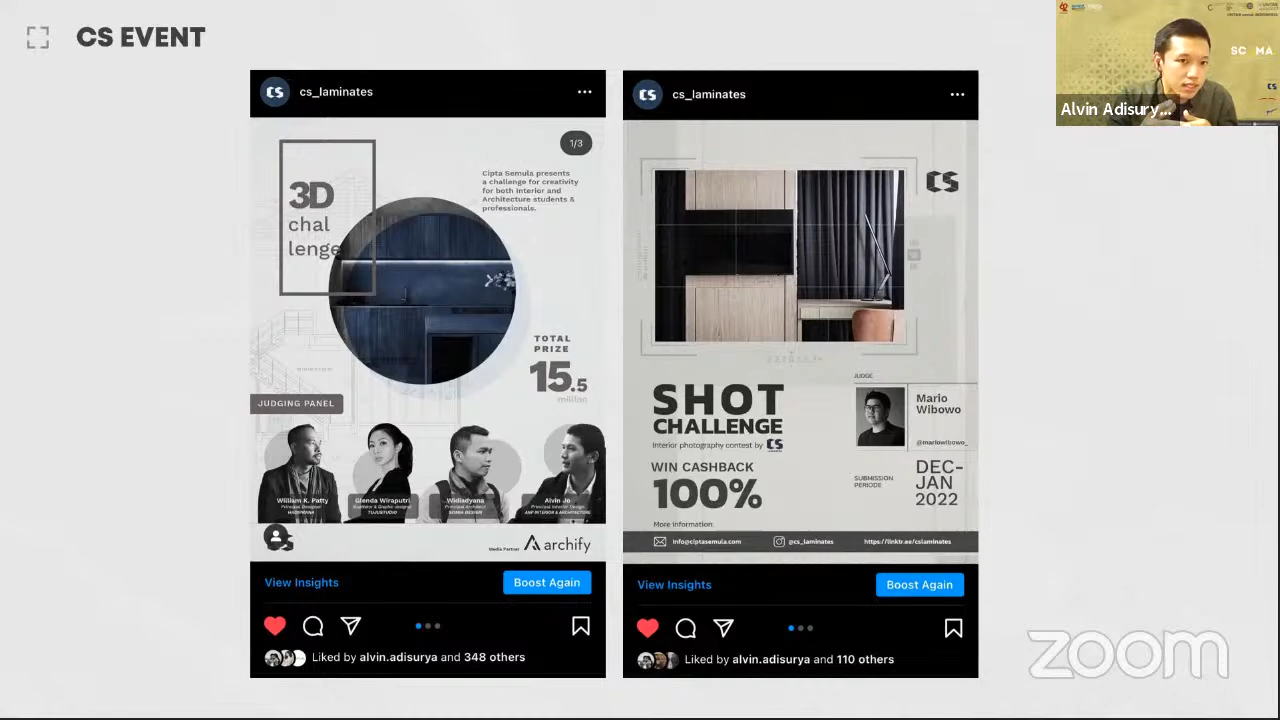 CS EVENT
cs_laminates
1/3
3D
chal
lenge
Cipta Semula presents
a challenge for creativity
for both Interior and
Architecture students &
professionals.
TOTAL
PRIZE
15.5
million
JUDGING PANEL
William K. Patty
Glenda Wiraputri
Widiadyana
Alvin Jo
Media Partner
archify
View Insights
Boost Again
Liked by alvin.adisurya and 348 others
cs_laminates
CS
SHOT
CHALLENGE
Interior photography contest by CS
WIN CASHBACK
100%
JUDGE
Mario
Wibowo
@mariowibowo_
SUBMISSION
PERIODE
DEC-
JAN
2022
More information:
info@ciptasemula.com
@cs_laminates
https://linktr.ee/cslaminates
View Insights
Boost Again
Liked by alvin.adisurya and 110 others
Alvin Adisury...
zoom